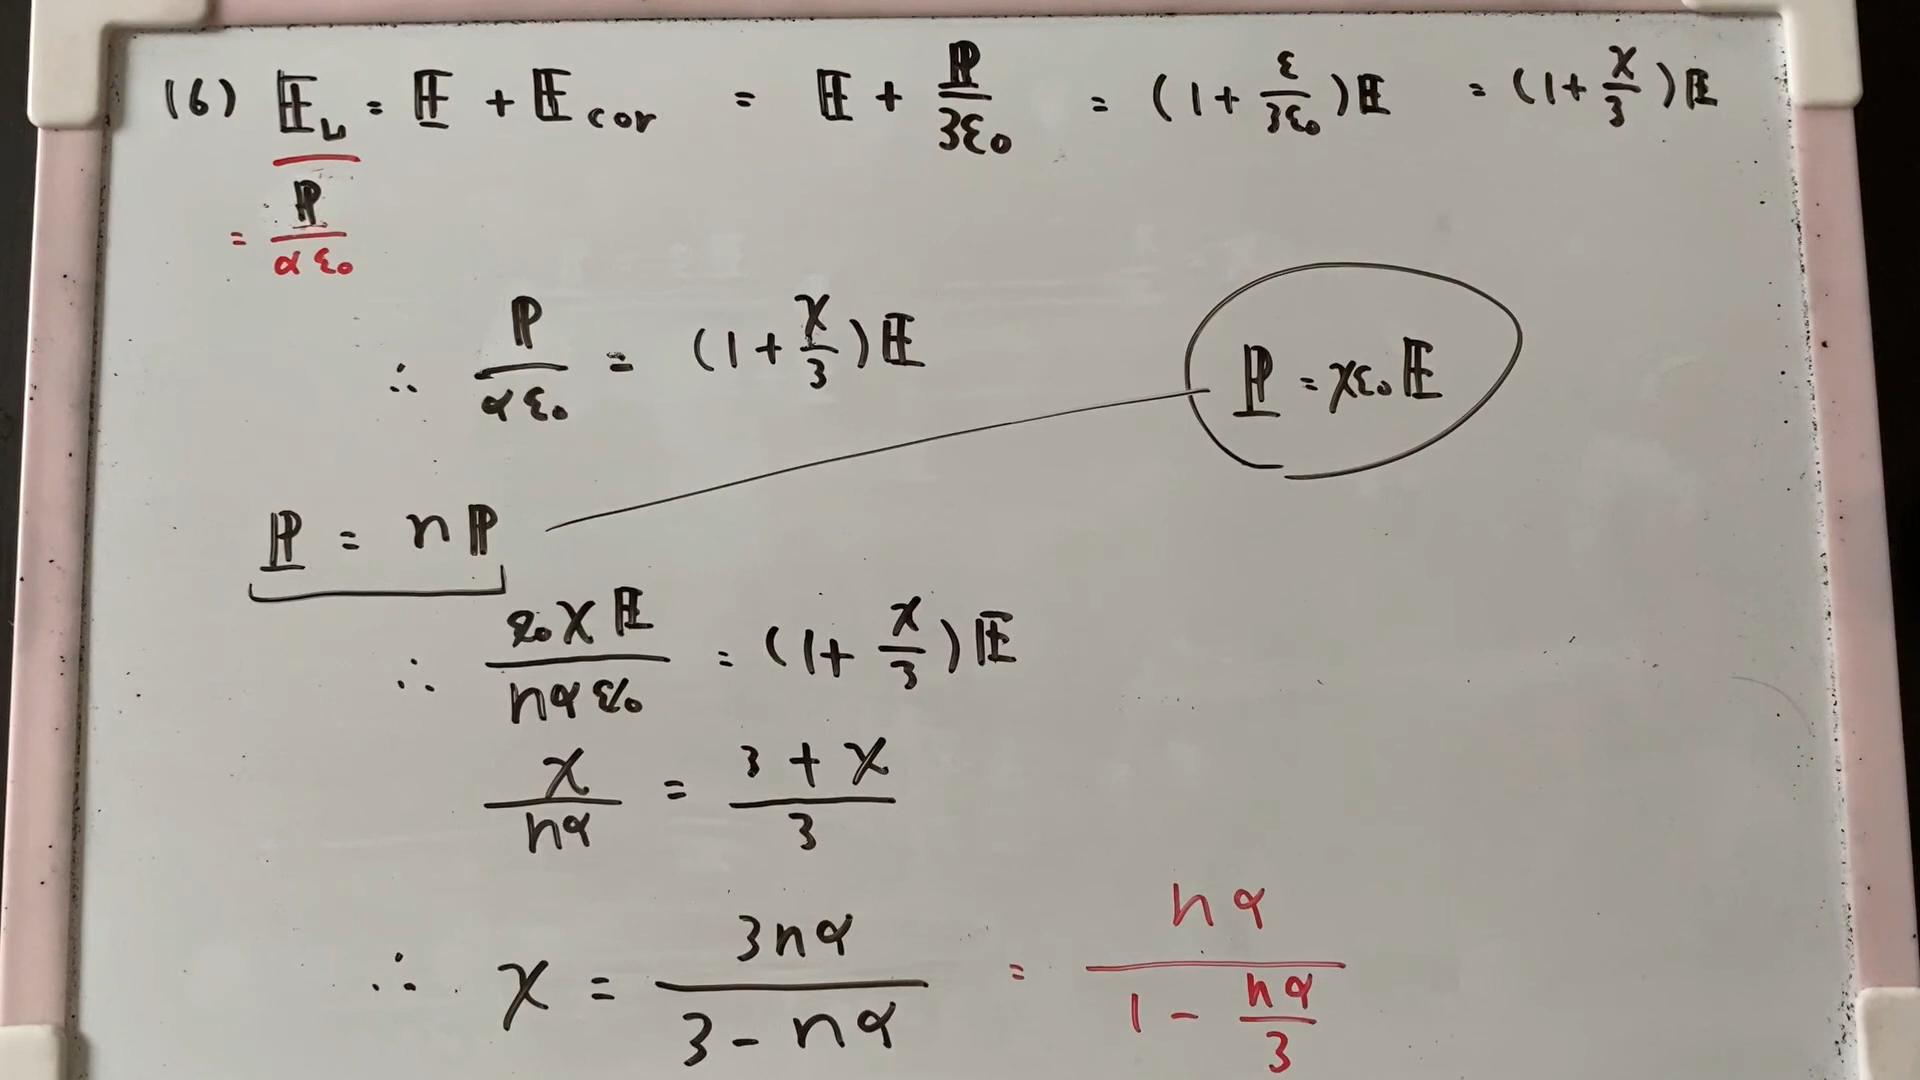 (6) 𝔼_L = 𝔼 + 𝔼_cor = 𝔼 + ℙ/3ε₀ = (1 + ε/3ε₀)𝔼 = (1 + χ/3)𝔼
= ℙ/αε₀
∴ ℙ/αε₀ = (1 + χ/3)𝔼
ℙ = χε₀𝔼
ℙ = nℙ
∴ ε₀χ𝔼/nαε₀ = (1 + χ/3)𝔼
χ/nα = 3 + χ/3
∴ χ = 3nα/3 - nα = nα/1 - nα/3